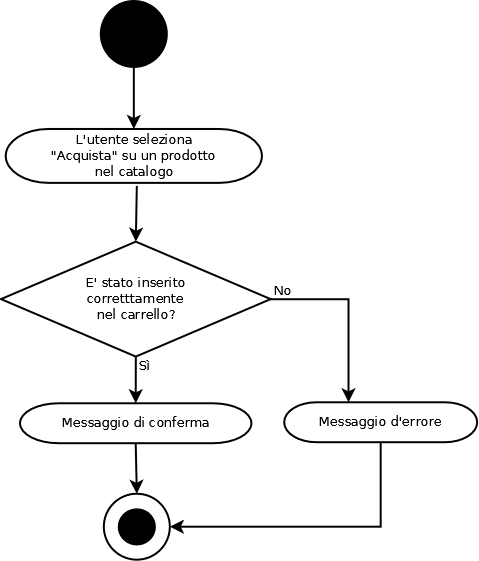 L'utente seleziona
"Acquista" su un prodotto
nel catalogo
E' stato inserito
corretttamente
nel carrello?
No
Sì
Messaggio di conferma
Messaggio d'errore